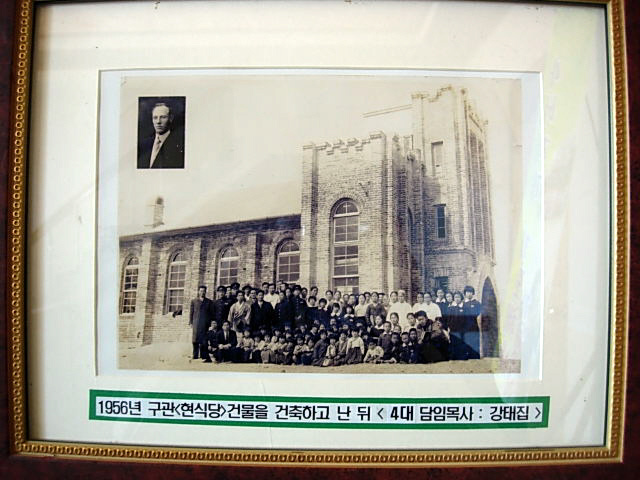 1956년 구관<현식당>건물을 건축하고 난 뒤 < 4대 담임목사 : 강태집 >